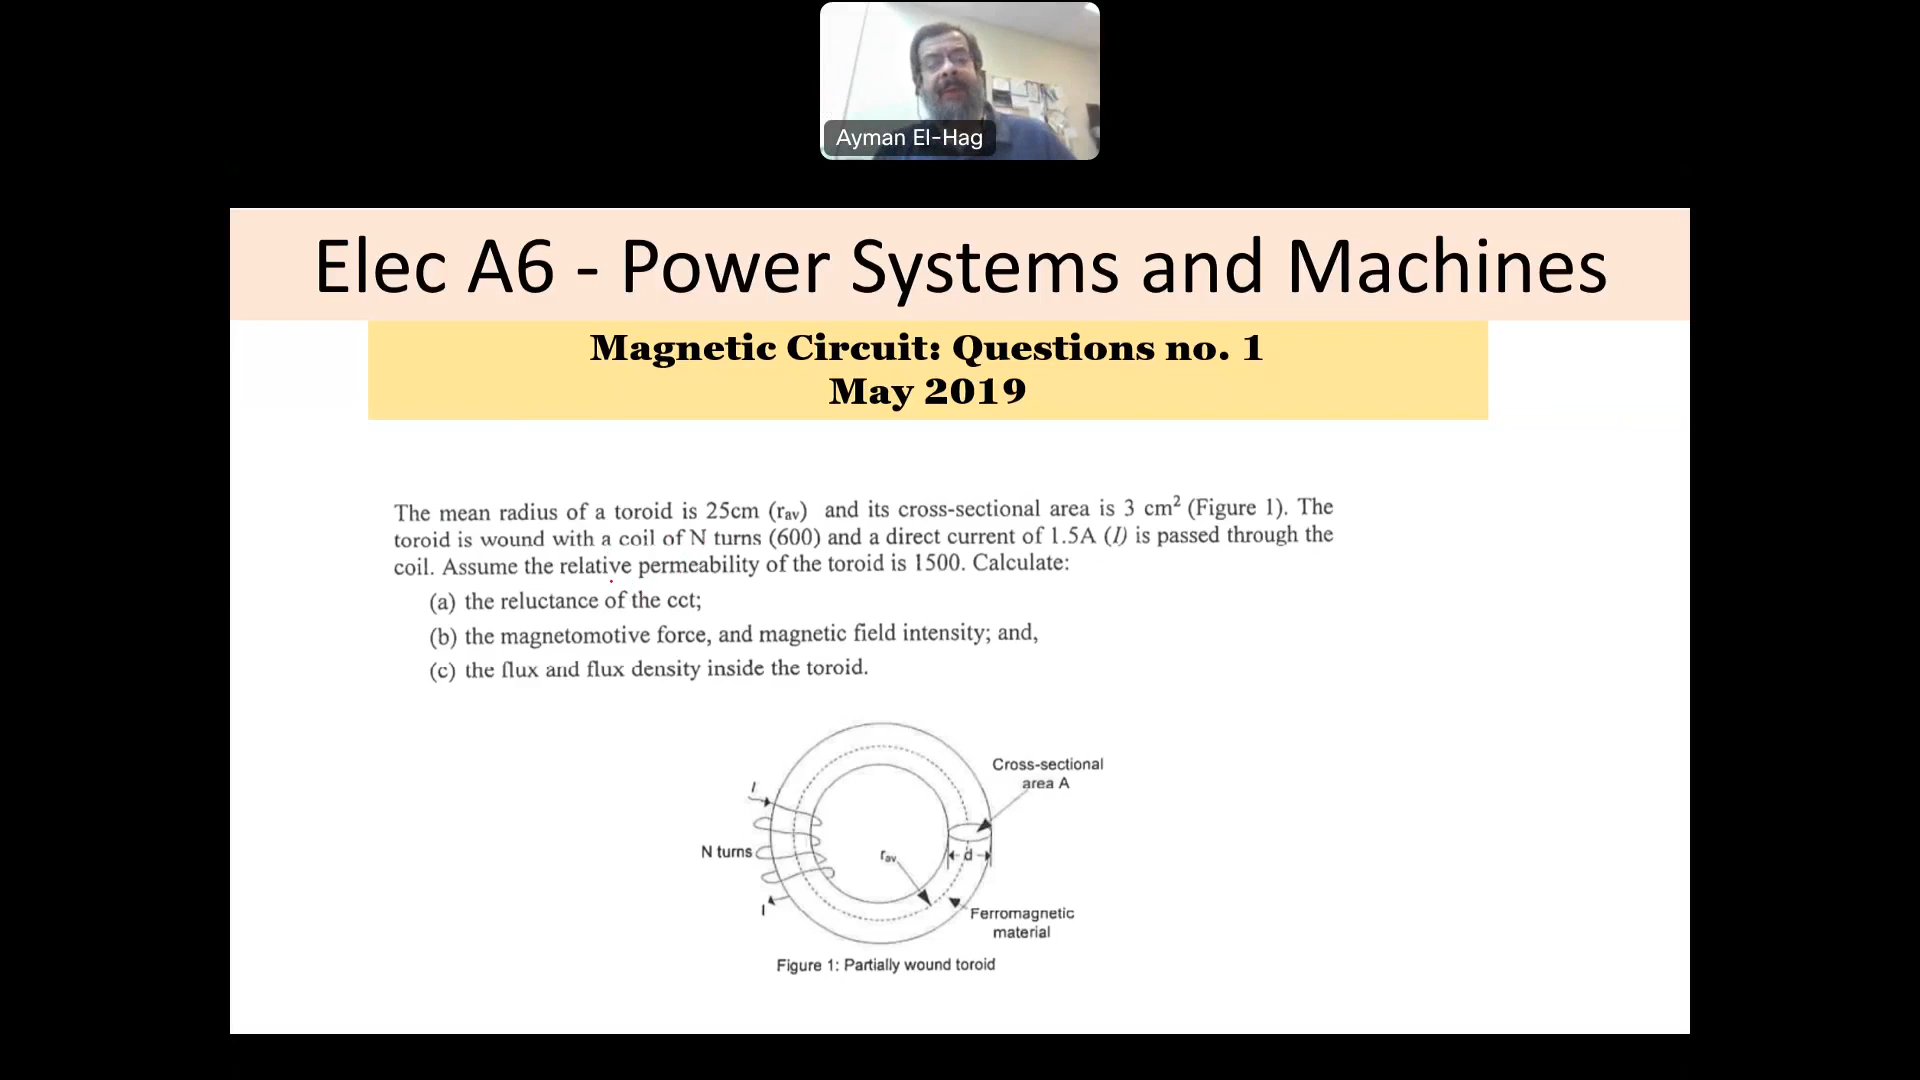 Ayman El-Hag
Elec A6 - Power Systems and Machines
Magnetic Circuit: Questions no. 1
May 2019
The mean radius of a toroid is 25cm (rav) and its cross-sectional area is 3 cm² (Figure 1). The
toroid is wound with a coil of N turns (600) and a direct current of 1.5A (I) is passed through the
coil. Assume the relative permeability of the toroid is 1500. Calculate:
(a) the reluctance of the cct;
(b) the magnetomotive force, and magnetic field intensity; and,
(c) the flux and flux density inside the toroid.
Cross-sectional
area A
I
N turns
rav
d
I
Ferromagnetic
material
Figure 1: Partially wound toroid